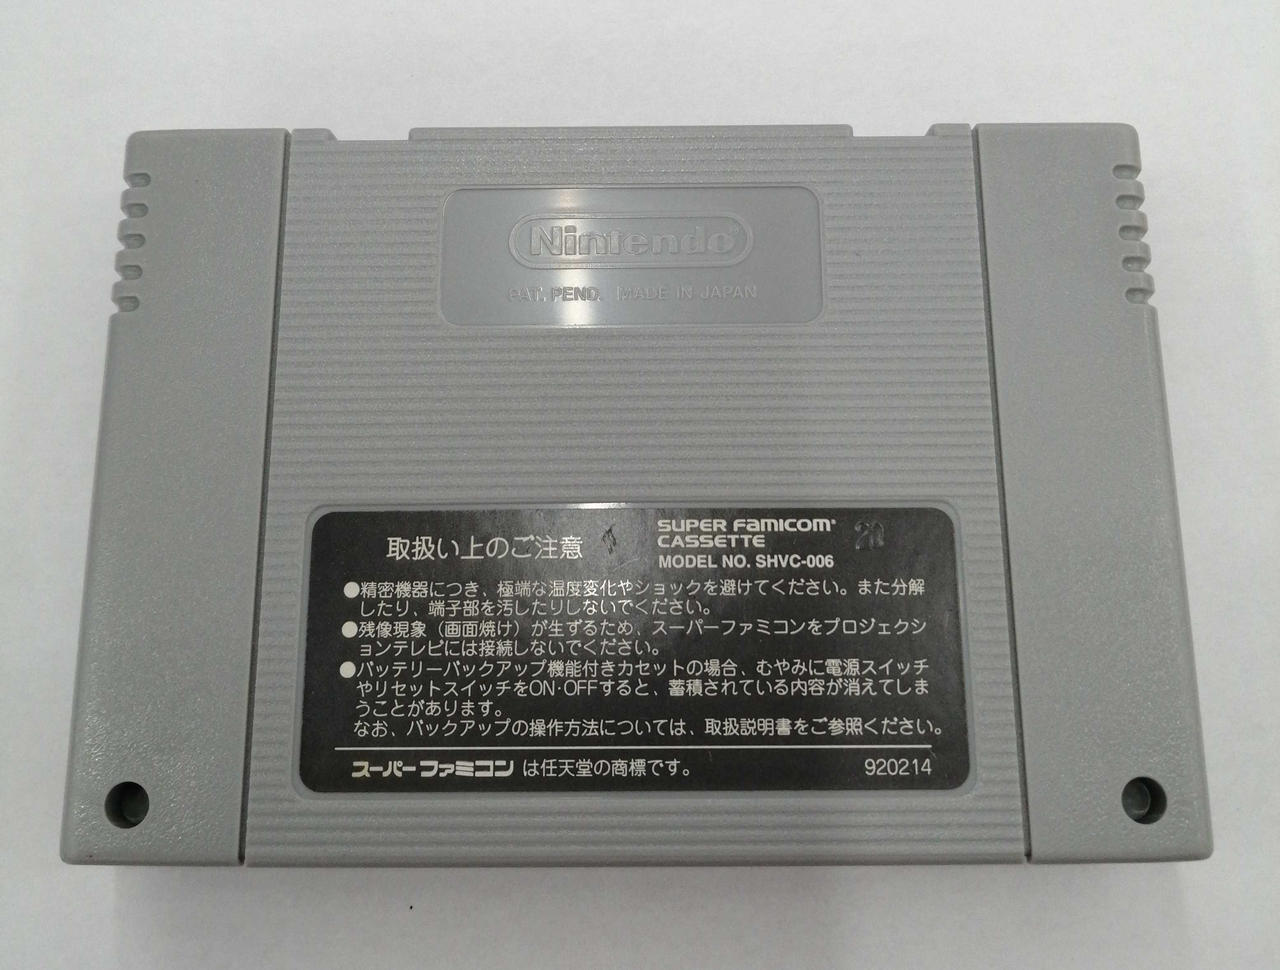 Nintendo®
PAT. PEND. MADE IN JAPAN
取扱い上のご注意
SUPER FAMICOM®
CASSETTE
MODEL NO. SHVC-006
20
●精密機器につき、極端な温度変化やショックを避けてください。また分解
したり、端子部を汚したりしないでください。
●残像現象（画面焼け）が生ずるため、スーパーファミコンをプロジェクシ
ョンテレビには接続しないでください。
●バッテリーバックアップ機能付きカセットの場合、むやみに電源スイッチ
やリセットスイッチをON・OFFすると、蓄積されている内容が消えてしま
うことがあります。
なお、バックアップの操作方法については、取扱説明書をご参照ください。
スーパーファミコン は任天堂の商標です。
920214